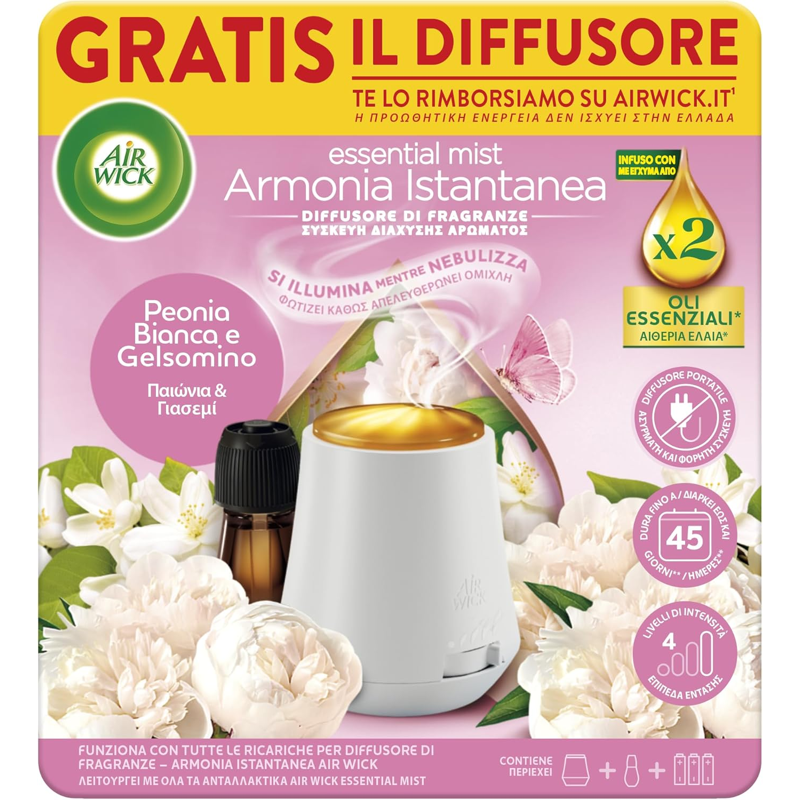 GRATIS IL DIFFUSORE
TE LO RIMBORSIAMO SU AIRWICK.IT¹
Η ΠΡΟΩΘΗΤΙΚΗ ΕΝΕΡΓΕΙΑ ΔΕΝ ΙΣΧΥΕΙ ΣΤΗΝ ΕΛΛΑΔΑ
AIR
WICK
essential mist
Armonia Istantanea
DIFFUSORE DI FRAGRANZE
ΣΥΣΚΕΥΗ ΔΙΑΧΥΣΗΣ ΑΡΩΜΑΤΟΣ
INFUSO CON
ΜΕ ΕΓΧΥΜΑ ΑΠΟ
x2
OLI
ESSENZIALI*
ΑΙΘΕΡΙΑ ΕΛΑΙΑ*
SI ILLUMINA MENTRE NEBULIZZA
ΦΩΤΙΖΕΙ ΚΑΘΩΣ ΑΠΕΛΕΥΘΕΡΩΝΕΙ ΟΜΙΧΛΗ
Peonia
Bianca e
Gelsomino
Παιώνια &
Γιασεμί
DIFFUSORE PORTATILE
ΑΣΥΡΜΑΤΗ ΚΑΙ ΦΟΡΗΤΗ ΣΥΣΚΕΥΗ
DURA FINO A / ΔΙΑΡΚΕΙ ΕΩΣ ΚΑΙ
45
GIORNI** / ΗΜΕΡΕΣ**
LIVELLI DI INTENSITÀ
4
ΕΠΙΠΕΔΑ ΕΝΤΑΣΗΣ
AIR
WICK
FUNZIONA CON TUTTE LE RICARICHE PER DIFFUSORE DI
FRAGRANZE – ARMONIA ISTANTANEA AIR WICK
ΛΕΙΤΟΥΡΓΕΙ ΜΕ ΟΛΑ ΤΑ ΑΝΤΑΛΛΑΚΤΙΚΑ AIR WICK ESSENTIAL MIST
CONTIENE
ΠΕΡΙΕΧΕΙ
+ +